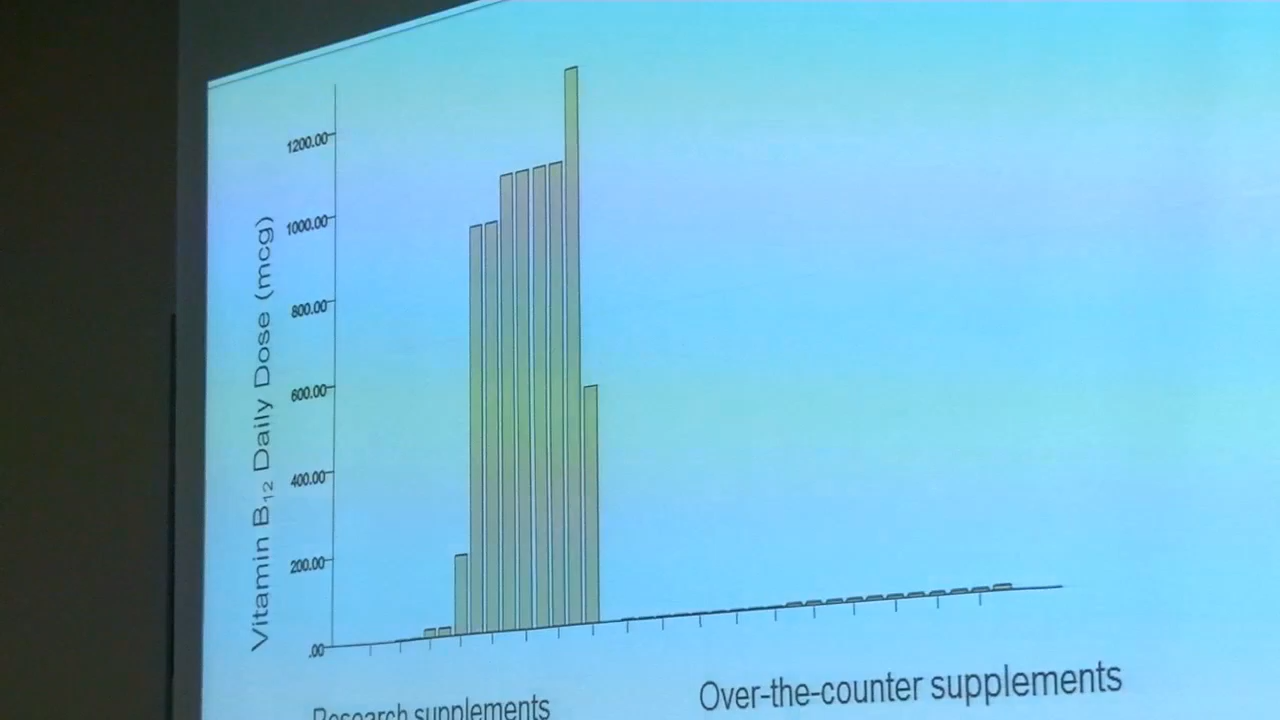 Vitamin B₁₂ Daily Dose (mcg)
1200.00
1000.00
800.00
600.00
400.00
200.00
.00
Research supplements
Over-the-counter supplements